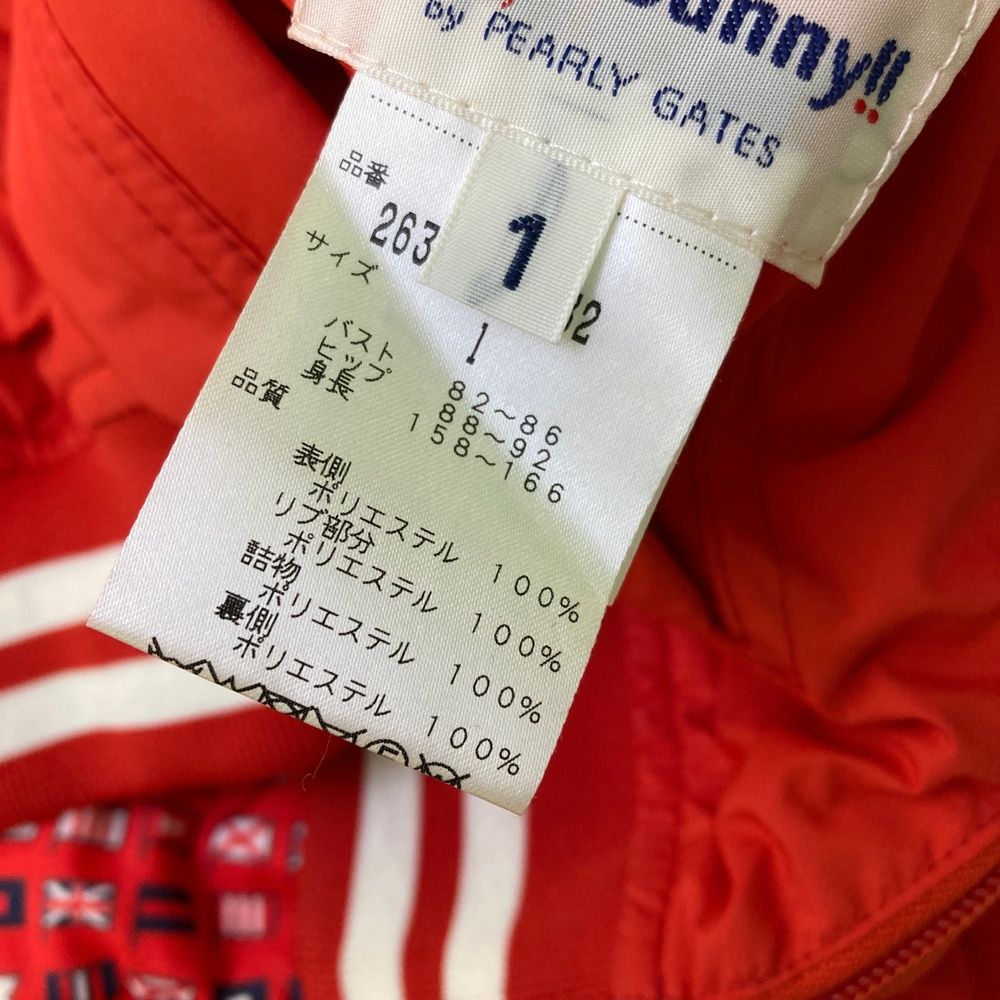 unny!!
by PEARLY GATES
1
品番
263 32
サイズ 1
バスト 82～86
ヒップ 88～92
身長 158～166
品質
表側
ポリエステル 100%
リブ部分
ポリエステル 100%
詰物
ポリエステル 100%
裏側
ポリエステル 100%